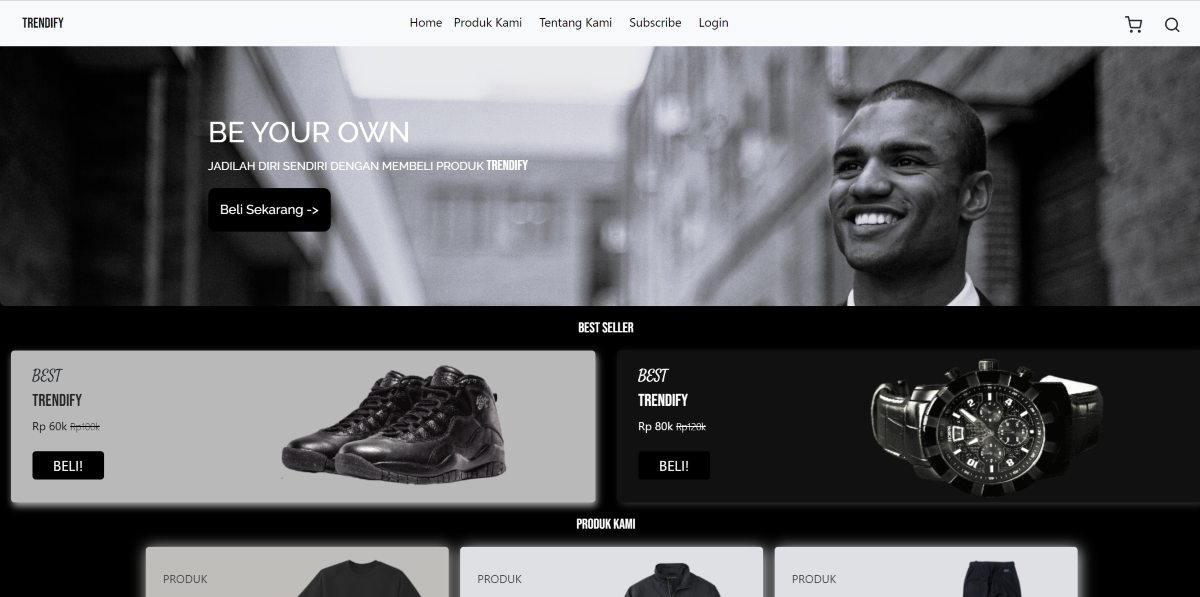 TRENDIFY
Home Produk Kami Tentang Kami Subscribe Login
BE YOUR OWN
JADILAH DIRI SENDIRI DENGAN MEMBELI PRODUK TRENDIFY
Beli Sekarang ->
BEST SELLER
BEST
TRENDIFY
Rp 60k Rp100k
BELI!
BEST
TRENDIFY
Rp 80k Rp120k
BELI!
PRODUK KAMI
PRODUK
PRODUK
PRODUK